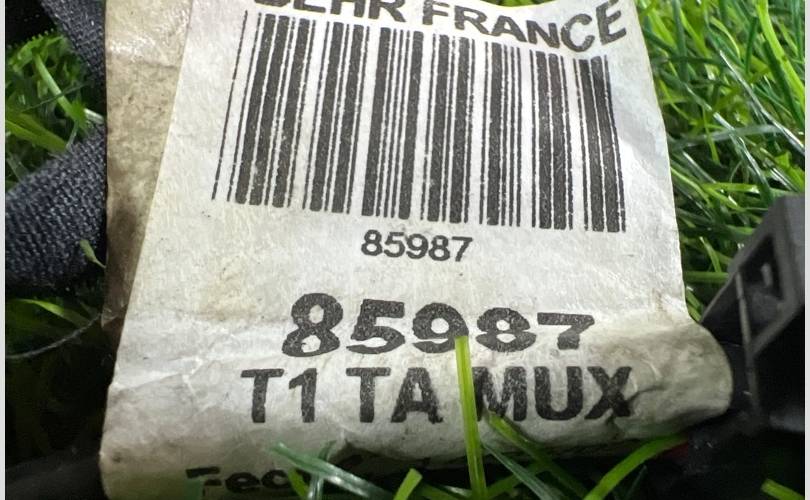 BEHR FRANCE
85987
85987
T1 TA MUX